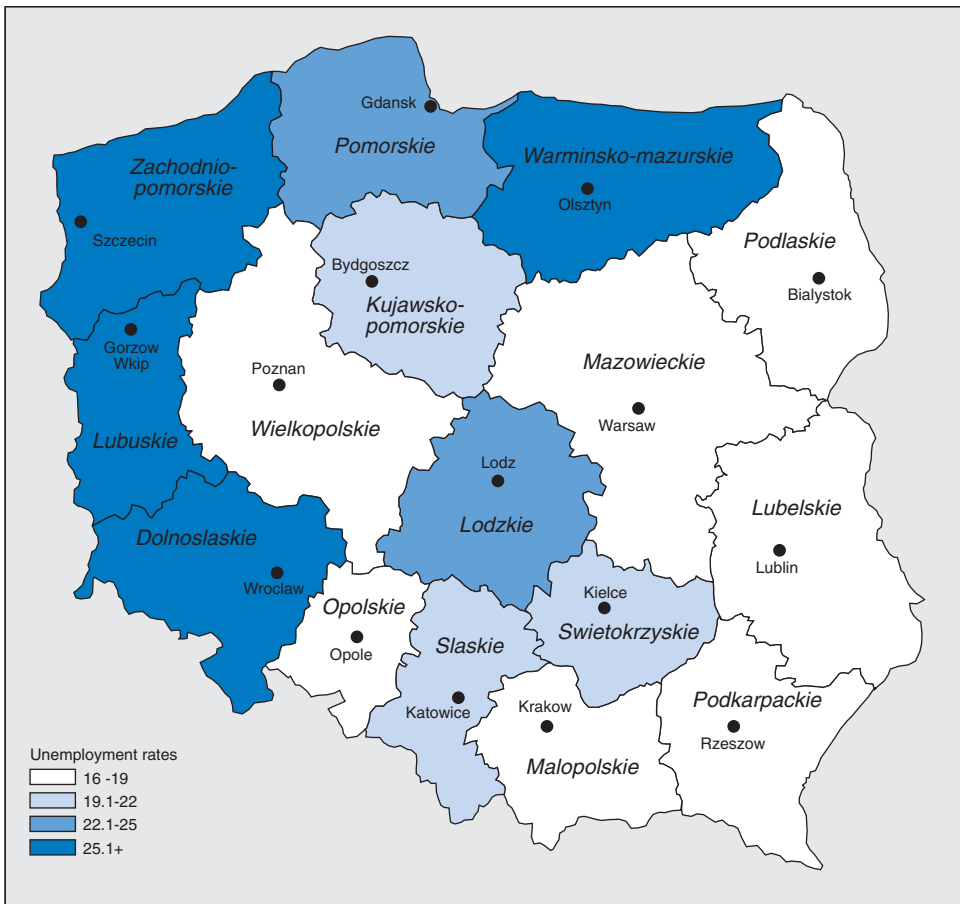 Gdansk
Pomorskie
Zachodnio-
pomorskie
Szczecin
Warminsko-mazurskie
Olsztyn
Podlaskie
Bialystok
Bydgoszcz
Kujawsko-
pomorskie
Gorzow
Wkip
Lubuskie
Poznan
Wielkopolskie
Mazowieckie
Warsaw
Lodz
Lodzkie
Lubelskie
Lublin
Dolnoslaskie
Wroclaw
Opolskie
Opole
Slaskie
Katowice
Kielce
Swietokrzyskie
Krakow
Malopolskie
Podkarpackie
Rzeszow
Unemployment rates
16 -19
19.1-22
22.1-25
25.1+